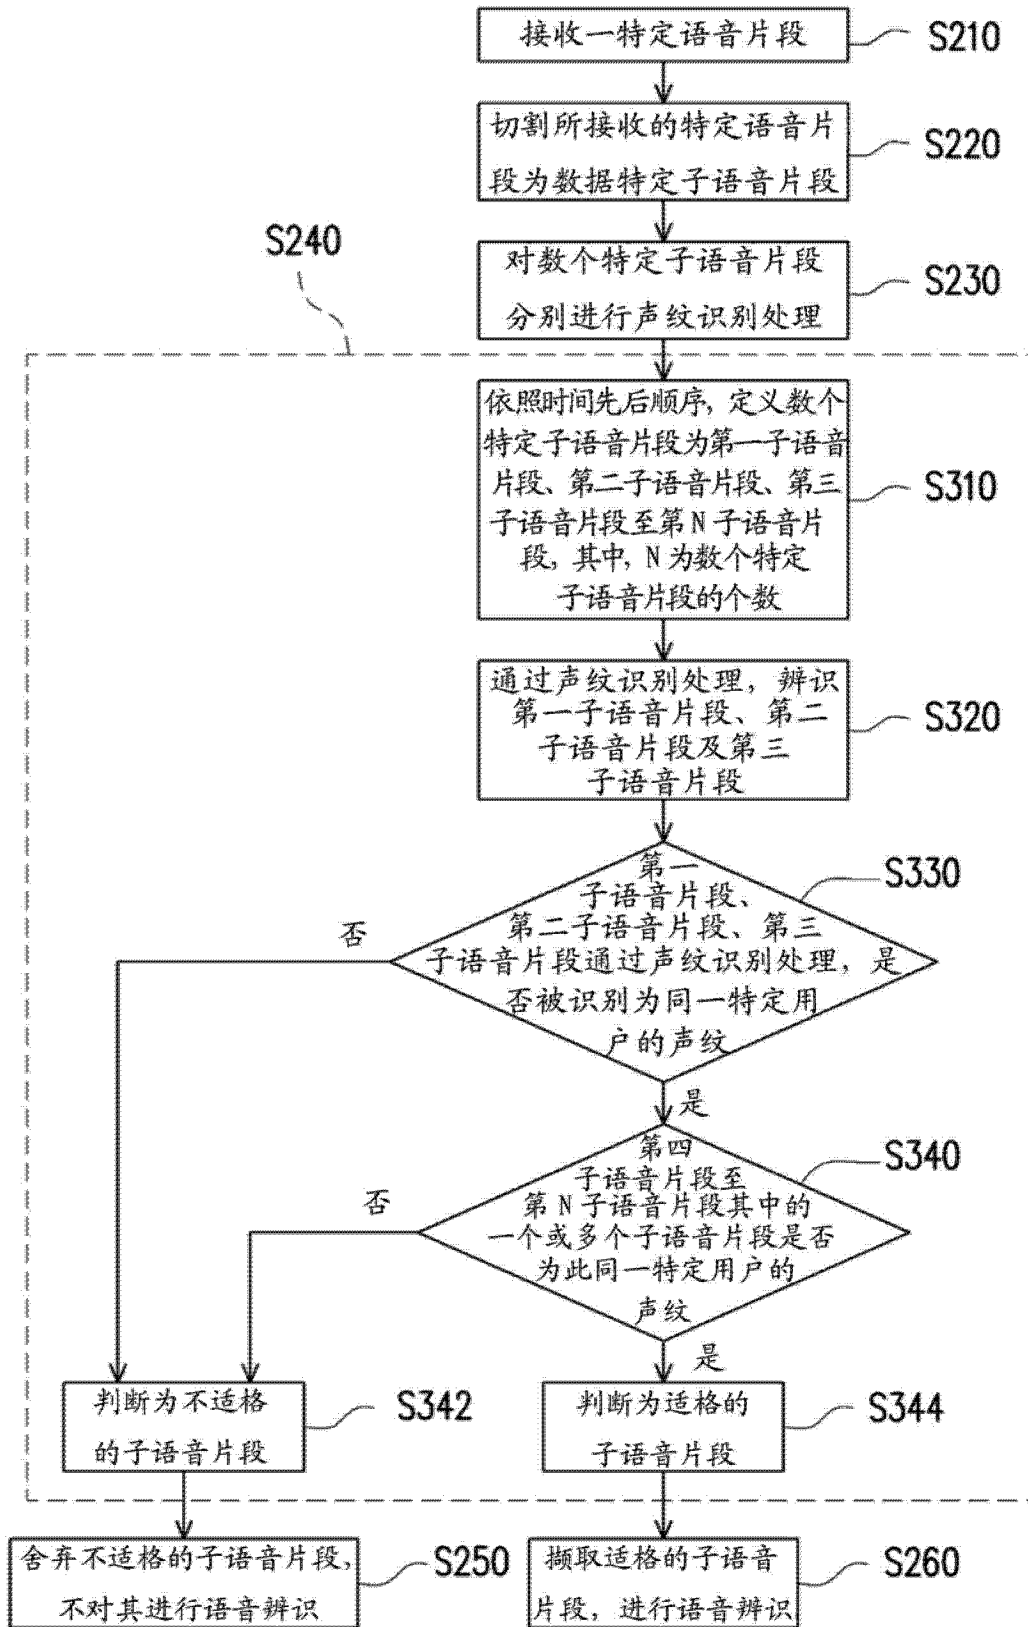 接收一特定语音片段
S210
切割所接收的特定语音片
段为数据特定子语音片段
S220
S240
对数个特定子语音片段
分别进行声纹识别处理
S230
依照时间先后顺序，定义数个
特定子语音片段为第一子语音
片段、第二子语音片段、第三
子语音片段至第N子语音片
段，其中，N为数个特定
子语音片段的个数
S310
通过声纹识别处理，辨识
第一子语音片段、第二
子语音片段及第三
子语音片段
S320
第一
子语音片段、
第二子语音片段、第三
子语音片段通过声纹识别处理，是
否被识别为同一特定用
户的声纹
S330
否
是
第四
子语音片段至
第N子语音片段其中的
一个或多个子语音片段是否
为此同一特定用户的
声纹
S340
否
是
判断为不适格
的子语音片段
S342
判断为适格的
子语音片段
S344
舍弃不适格的子语音片段，
不对其进行语音辨识
S250
撷取适格的子语音
片段，进行语音辨识
S260